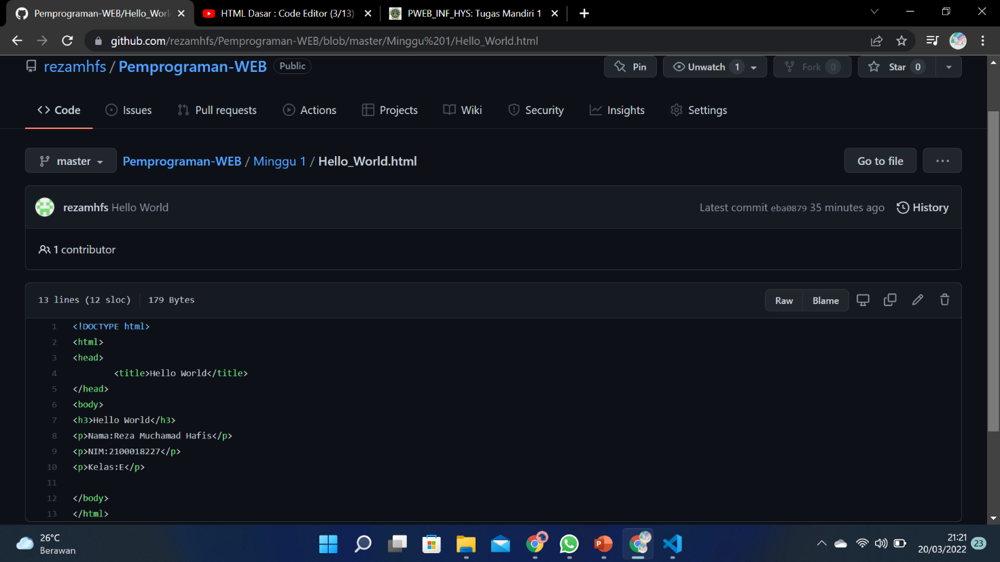 Pemprograman-WEB/Hello_Worl
HTML Dasar : Code Editor (3/13)
PWEB_INF_HYS: Tugas Mandiri 1
github.com/rezamhfs/Pemprograman-WEB/blob/master/Minggu%201/Hello_World.html
rezamhfs / Pemprograman-WEB Public
Pin
Unwatch 1
Fork 0
Star 0
Code
Issues
Pull requests
Actions
Projects
Wiki
Security
Insights
Settings
master
Pemprograman-WEB / Minggu 1 / Hello_World.html
Go to file
rezamhfs Hello World
Latest commit eba0879 35 minutes ago
History
1 contributor
13 lines (12 sloc)
179 Bytes
Raw
Blame
1 <!DOCTYPE html>
2 <html>
3 <head>
4 <title>Hello World</title>
5 </head>
6 <body>
7 <h3>Hello World</h3>
8 <p>Nama:Reza Muchamad Hafis</p>
9 <p>NIM:2100018227</p>
10 <p>Kelas:E</p>
11
12 </body>
13 </html>
26°C
Berawan
21:21
20/03/2022
23